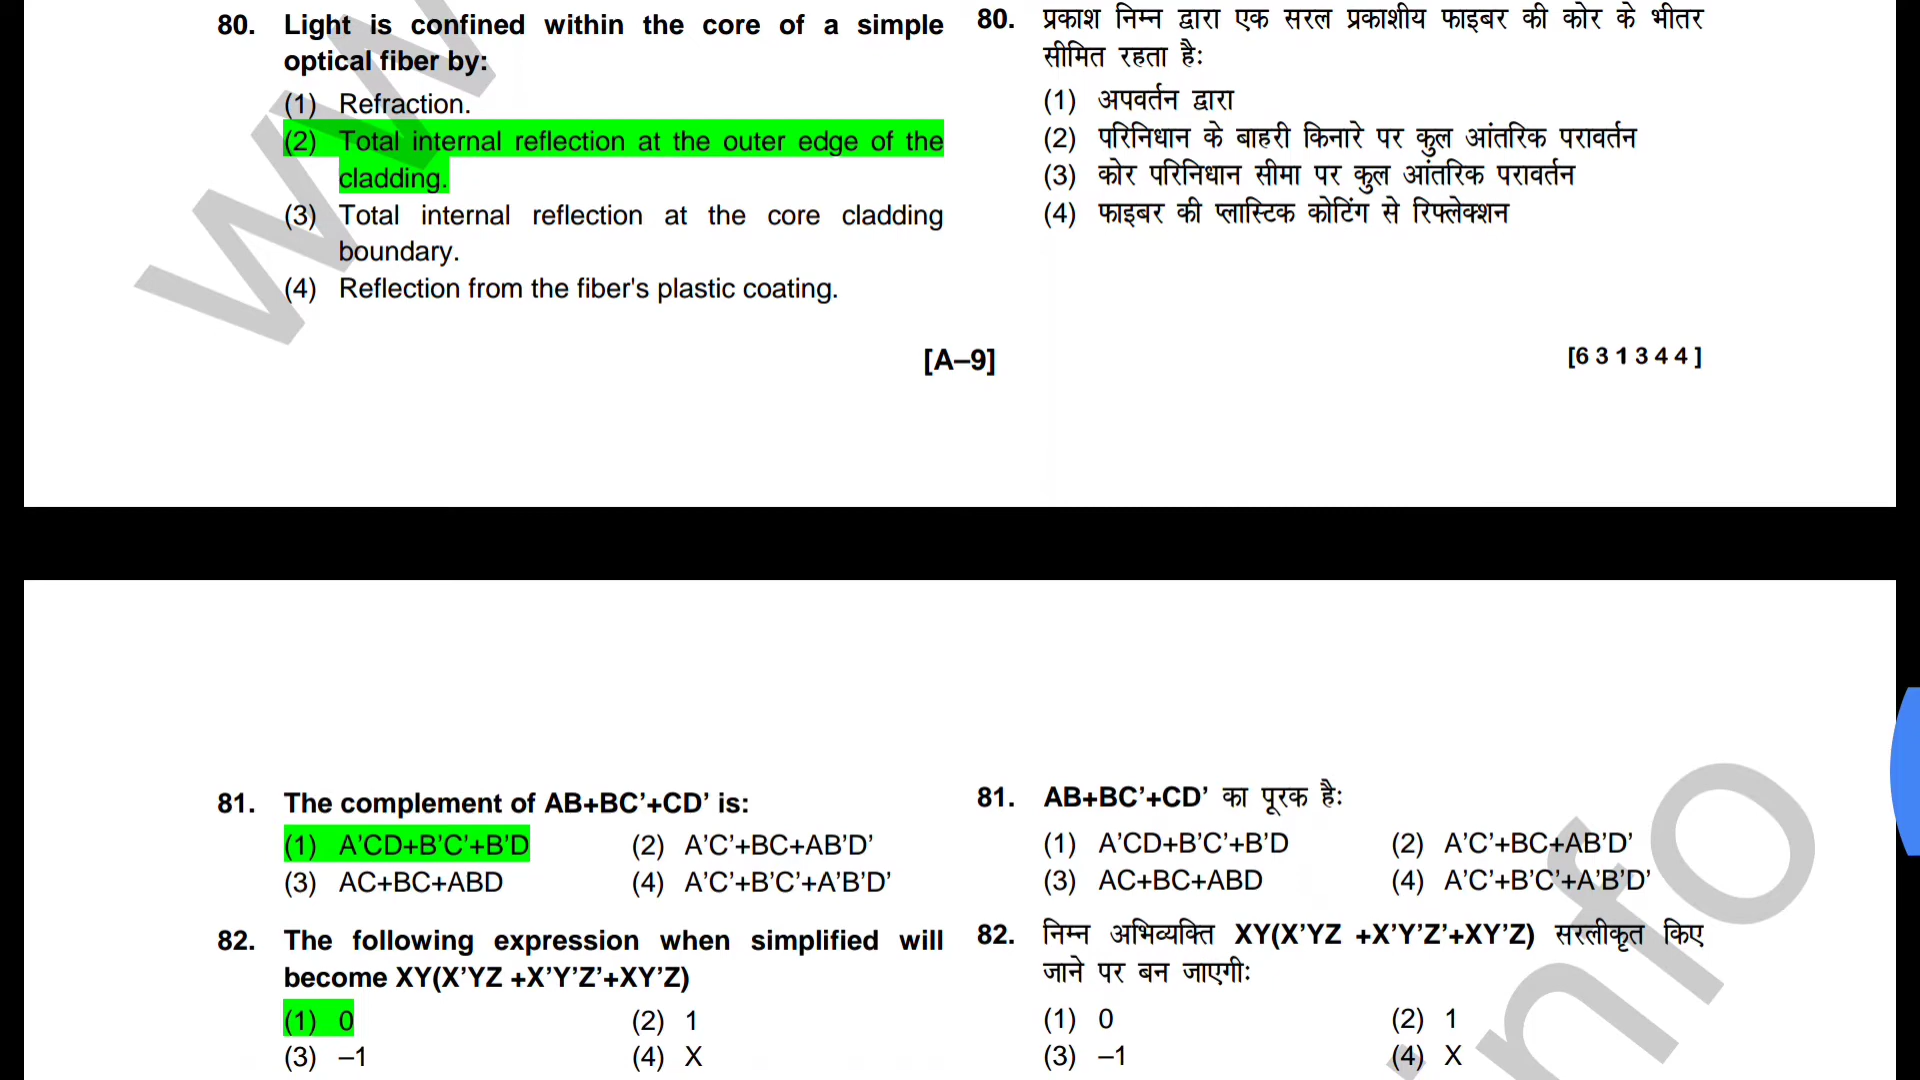 80. Light is confined within the core of a simple
optical fiber by:
(1) Refraction.
(2) Total internal reflection at the outer edge of the
cladding.
(3) Total internal reflection at the core cladding
boundary.
(4) Reflection from the fiber's plastic coating.
80. प्रकाश निम्न द्वारा एक सरल प्रकाशीय फाइबर की कोर के भीतर
सीमित रहता है:
(1) अपवर्तन द्वारा
(2) परिनिधान के बाहरी किनारे पर कुल आंतरिक परावर्तन
(3) कोर परिनिधान सीमा पर कुल आंतरिक परावर्तन
(4) फाइबर की प्लास्टिक कोटिंग से रिफ्लेक्शन
[A–9]
[631344]
81. The complement of AB+BC’+CD’ is:
(1) A’CD+B’C’+B’D (2) A’C’+BC+AB’D’
(3) AC+BC+ABD (4) A’C’+B’C’+A’B’D’
82. The following expression when simplified will
become XY(X’YZ +X’Y’Z’+XY’Z)
(1) 0 (2) 1
(3) –1 (4) X
81. AB+BC’+CD’ का पूरक है:
(1) A’CD+B’C’+B’D (2) A’C’+BC+AB’D’
(3) AC+BC+ABD (4) A’C’+B’C’+A’B’D’
82. निम्न अभिव्यक्ति XY(X’YZ +X’Y’Z’+XY’Z) सरलीकृत किए
जाने पर बन जाएगी:
(1) 0 (2) 1
(3) –1 (4) X
w
nfo